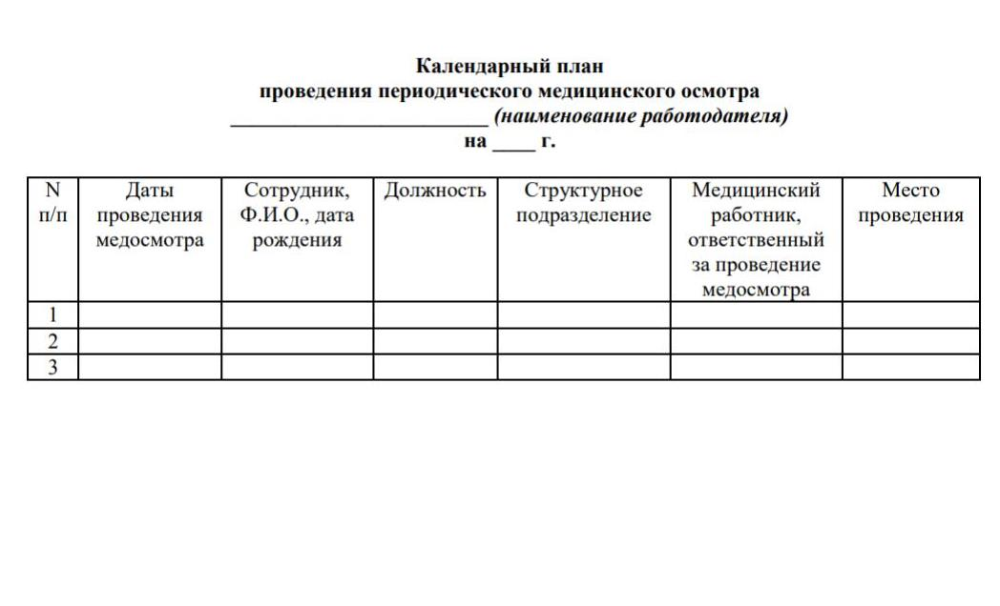 Календарный план
проведения периодического медицинского осмотра
________________________ (наименование работодателя)
на ____ г.
N п/п
Даты проведения медосмотра
Сотрудник, Ф.И.О., дата рождения
Должность
Структурное подразделение
Медицинский работник, ответственный за проведение медосмотра
Место проведения
1
2
3